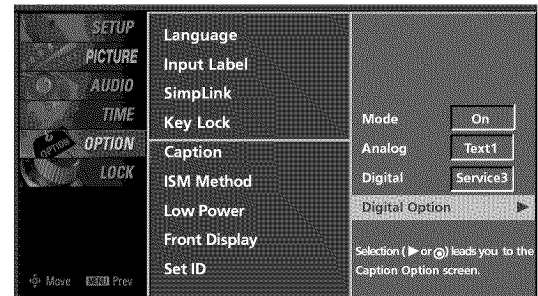 SETUP
PICTURE
AUDIO
TIME
OPTION
OPTION
LOCK
Move MENU Prev
Language
Input Label
SimpLink
Key Lock
Caption
ISM Method
Low Power
Front Display
Set ID
Mode On
Analog Text1
Digital Service3
Digital Option ▶
Selection ( ▶ or ◉) leads you to the
Caption Option screen.